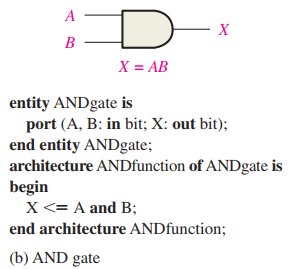 A
B
X
X = AB
entity ANDgate is
port (A, B: in bit; X: out bit);
end entity ANDgate;
architecture ANDfunction of ANDgate is
begin
X <= A and B;
end architecture ANDfunction;
(b) AND gate